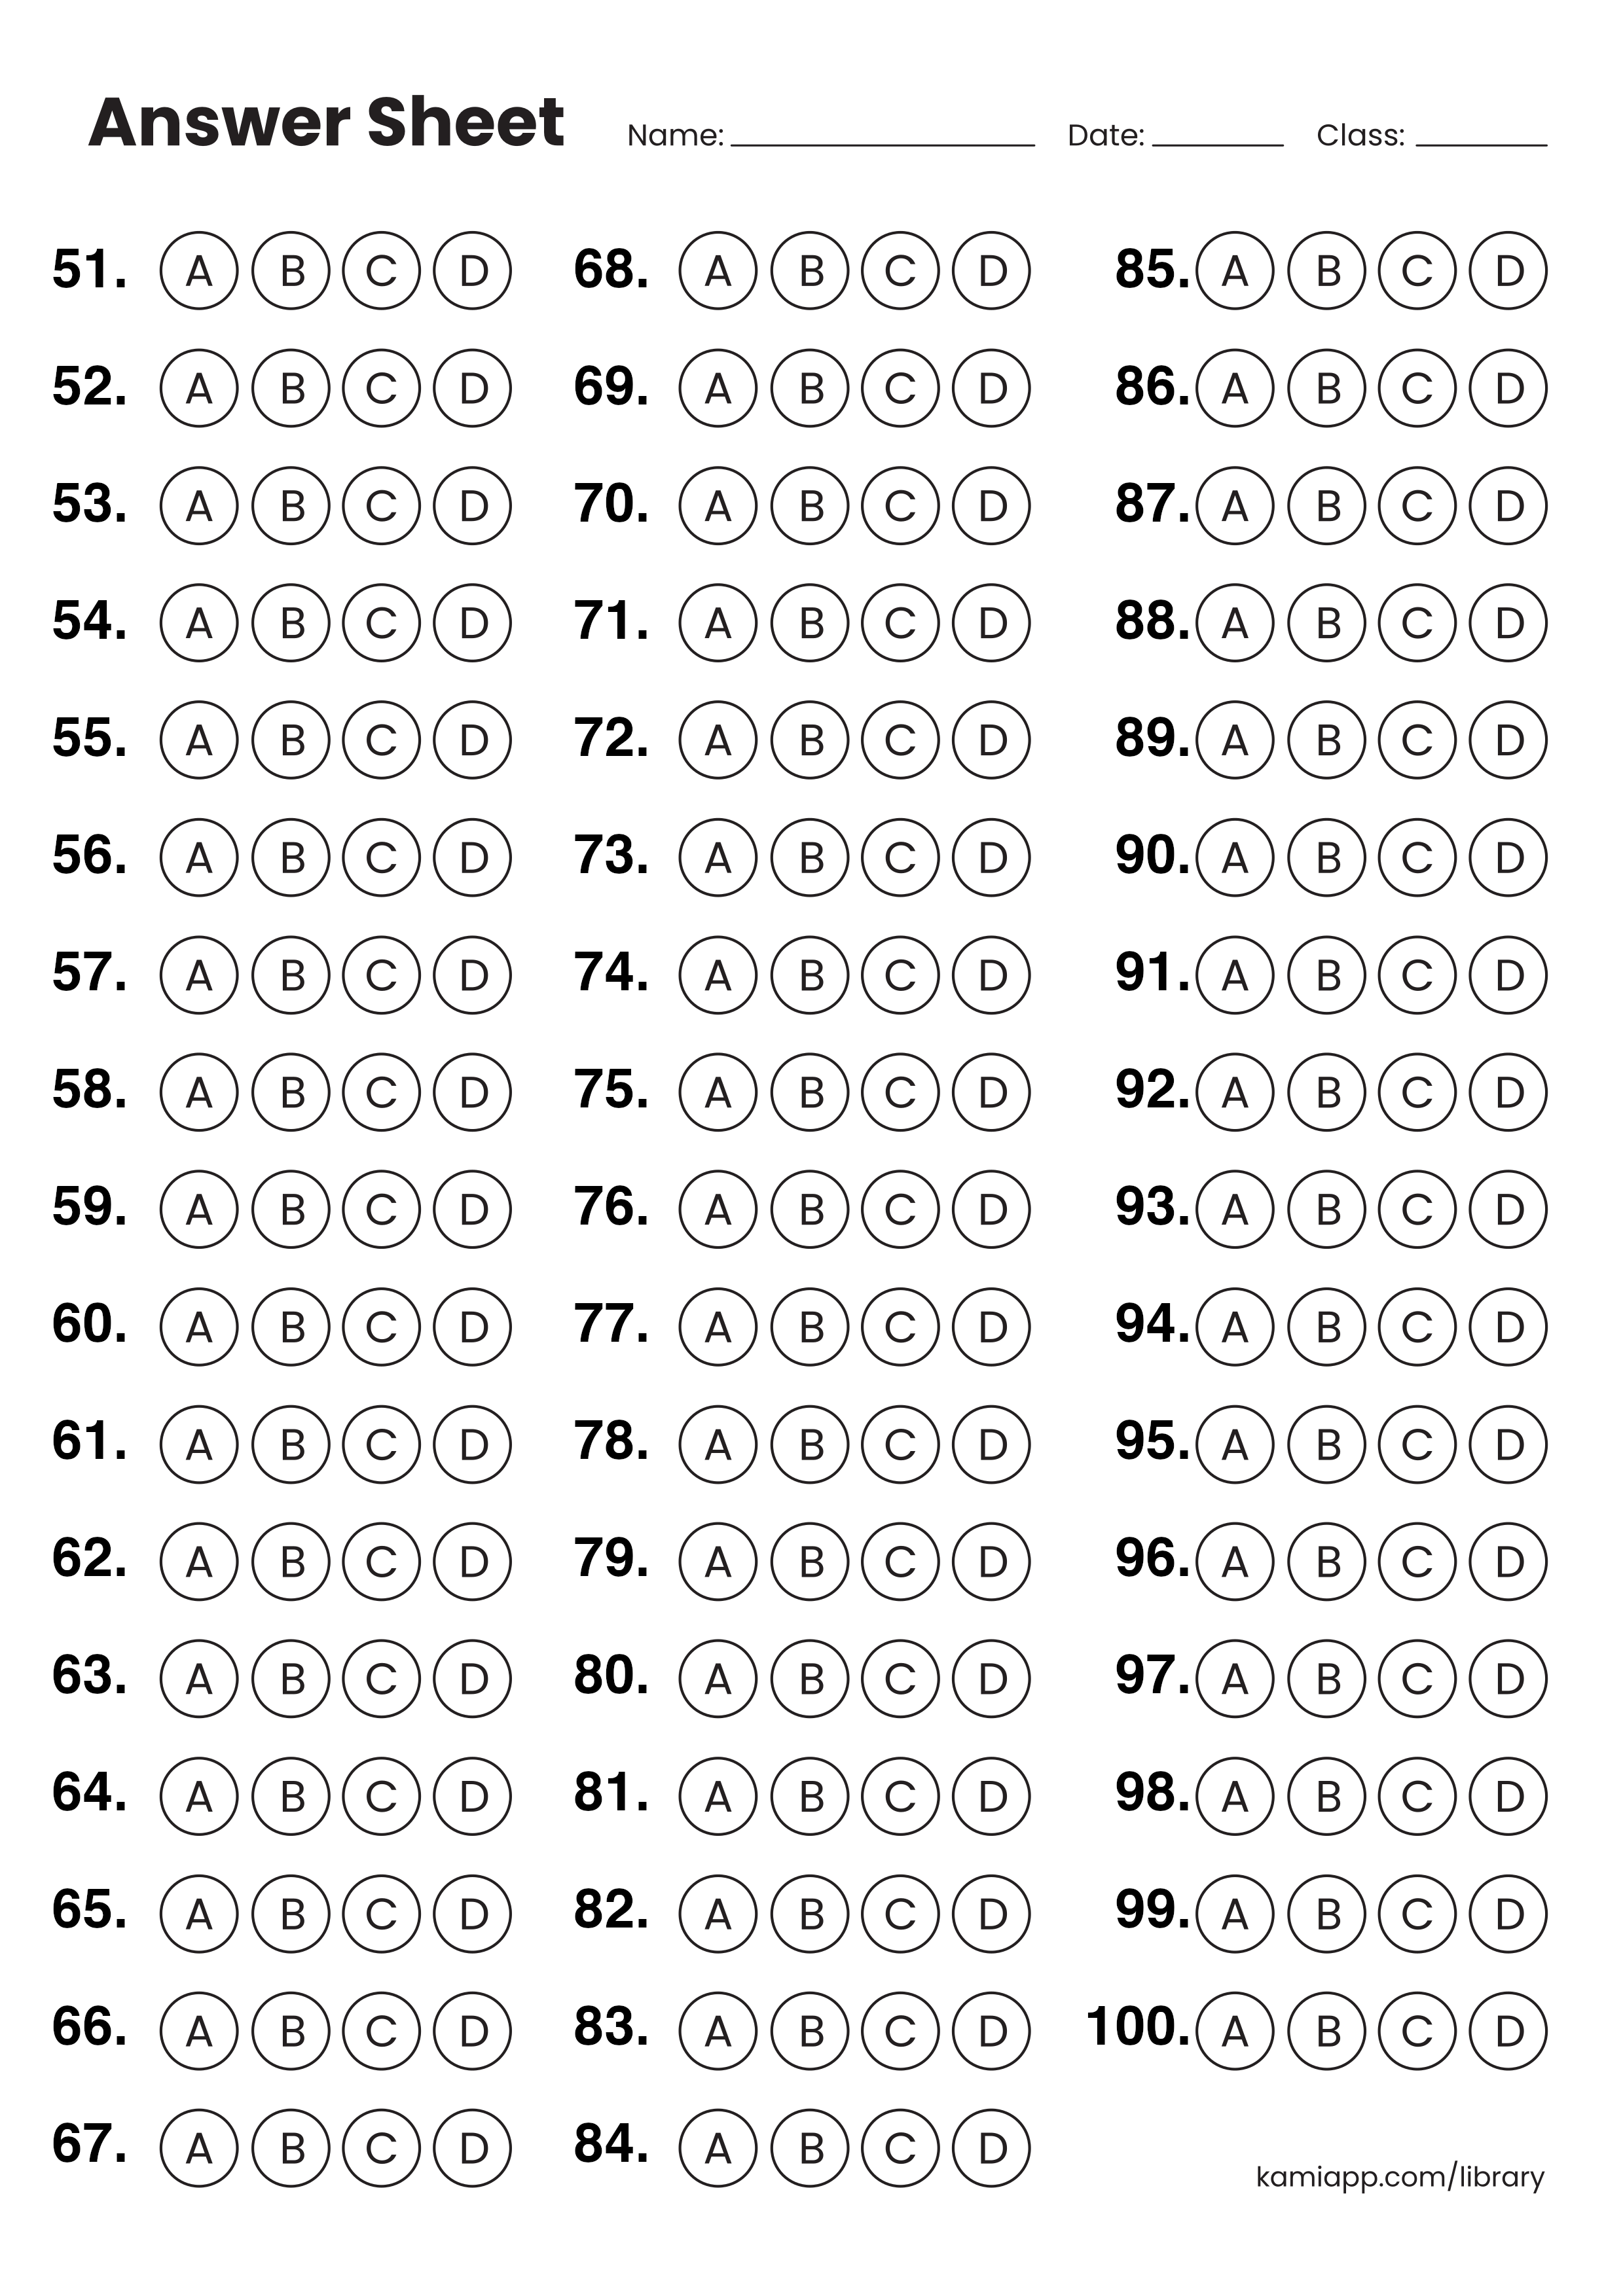 Answer Sheet Name: Date: Class:
51. A B C D 68. A B C D 85. A B C D
52. A B C D 69. A B C D 86. A B C D
53. A B C D 70. A B C D 87. A B C D
54. A B C D 71. A B C D 88. A B C D
55. A B C D 72. A B C D 89. A B C D
56. A B C D 73. A B C D 90. A B C D
57. A B C D 74. A B C D 91. A B C D
58. A B C D 75. A B C D 92. A B C D
59. A B C D 76. A B C D 93. A B C D
60. A B C D 77. A B C D 94. A B C D
61. A B C D 78. A B C D 95. A B C D
62. A B C D 79. A B C D 96. A B C D
63. A B C D 80. A B C D 97. A B C D
64. A B C D 81. A B C D 98. A B C D
65. A B C D 82. A B C D 99. A B C D
66. A B C D 83. A B C D 100. A B C D
67. A B C D 84. A B C D
kamiapp.com/library